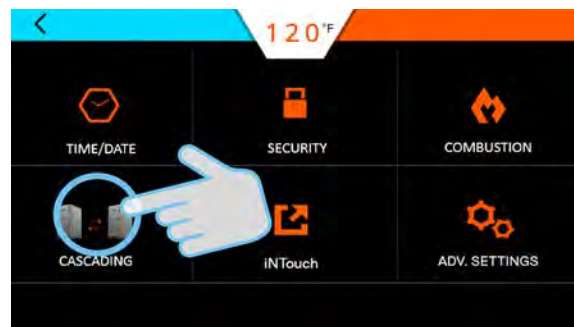 120°F
TIME/DATE
SECURITY
COMBUSTION
CASCADING
iNTouch
ADV. SETTINGS